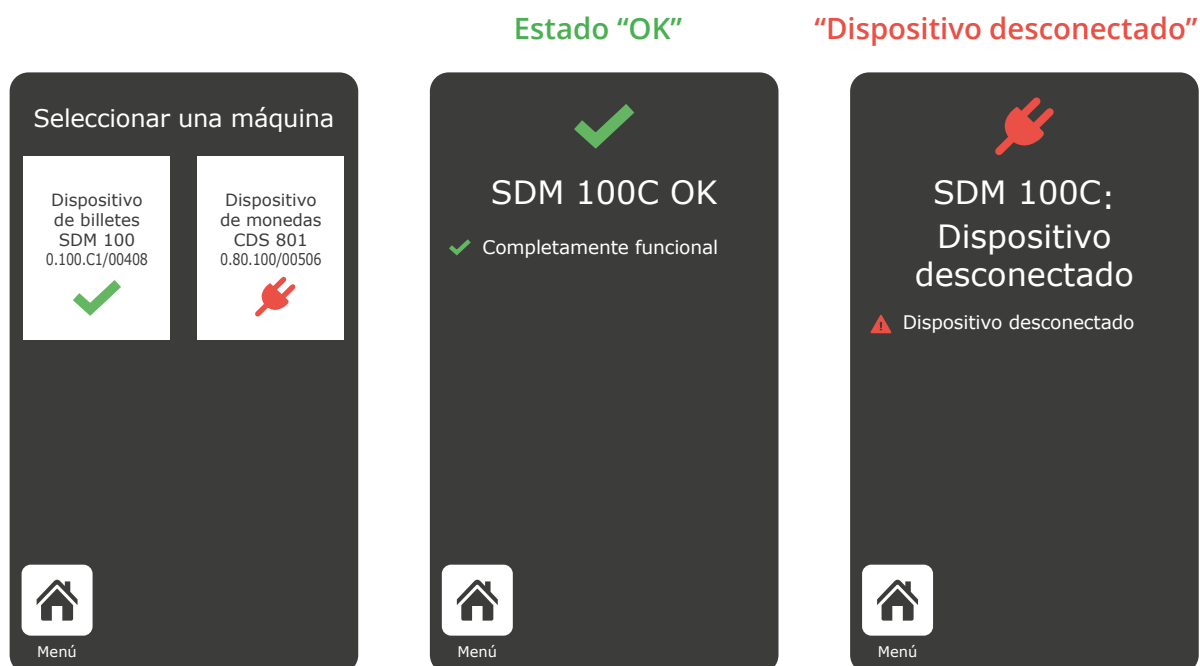 Estado “OK”
“Dispositivo desconectado”
Seleccionar una máquina
Dispositivo
de billetes
SDM 100
0.100.C1/00408
Dispositivo
de monedas
CDS 801
0.80.100/00506
Menú
SDM 100C OK
Completamente funcional
Menú
SDM 100C:
Dispositivo
desconectado
Dispositivo desconectado
Menú